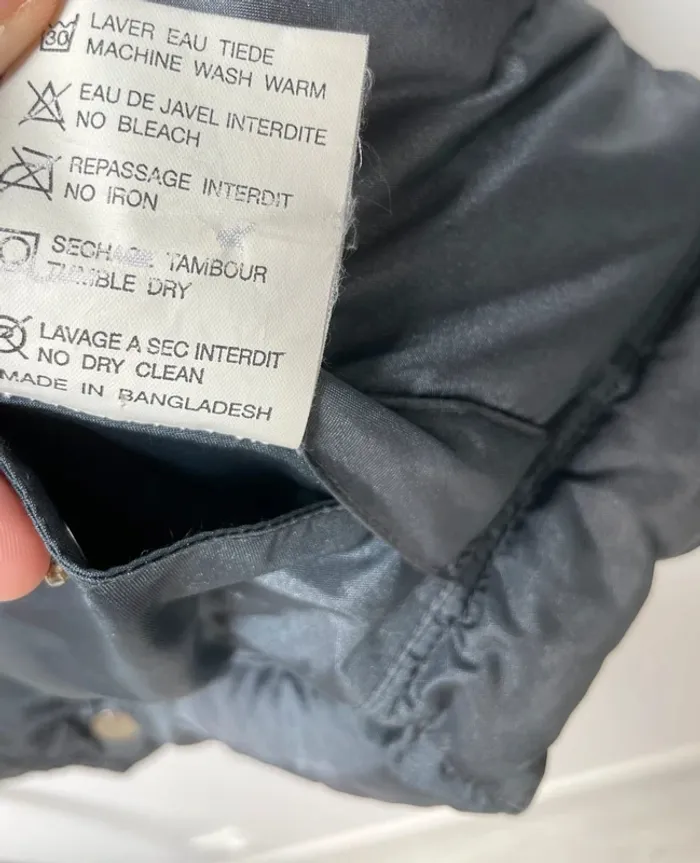 30
LAVER EAU TIEDE
MACHINE WASH WARM
EAU DE JAVEL INTERDITE
NO BLEACH
REPASSAGE INTERDIT
NO IRON
TAMBOUR
DRY
LAVAGE A SEC INTERDIT
NO DRY CLEAN
MADE IN BANGLADESH